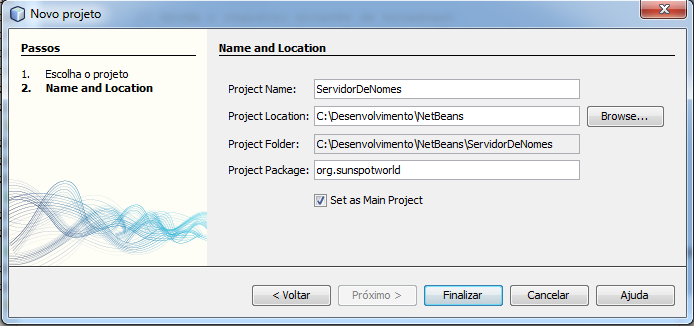 Novo projeto
Passos
1. Escolha o projeto
2. Name and Location
Name and Location
Project Name: ServidorDeNomes
Project Location: C:\Desenvolvimento\NetBeans Browse...
Project Folder: C:\Desenvolvimento\NetBeans\ServidorDeNomes
Project Package: org.sunspotworld
Set as Main Project
< Voltar Próximo > Finalizar Cancelar Ajuda